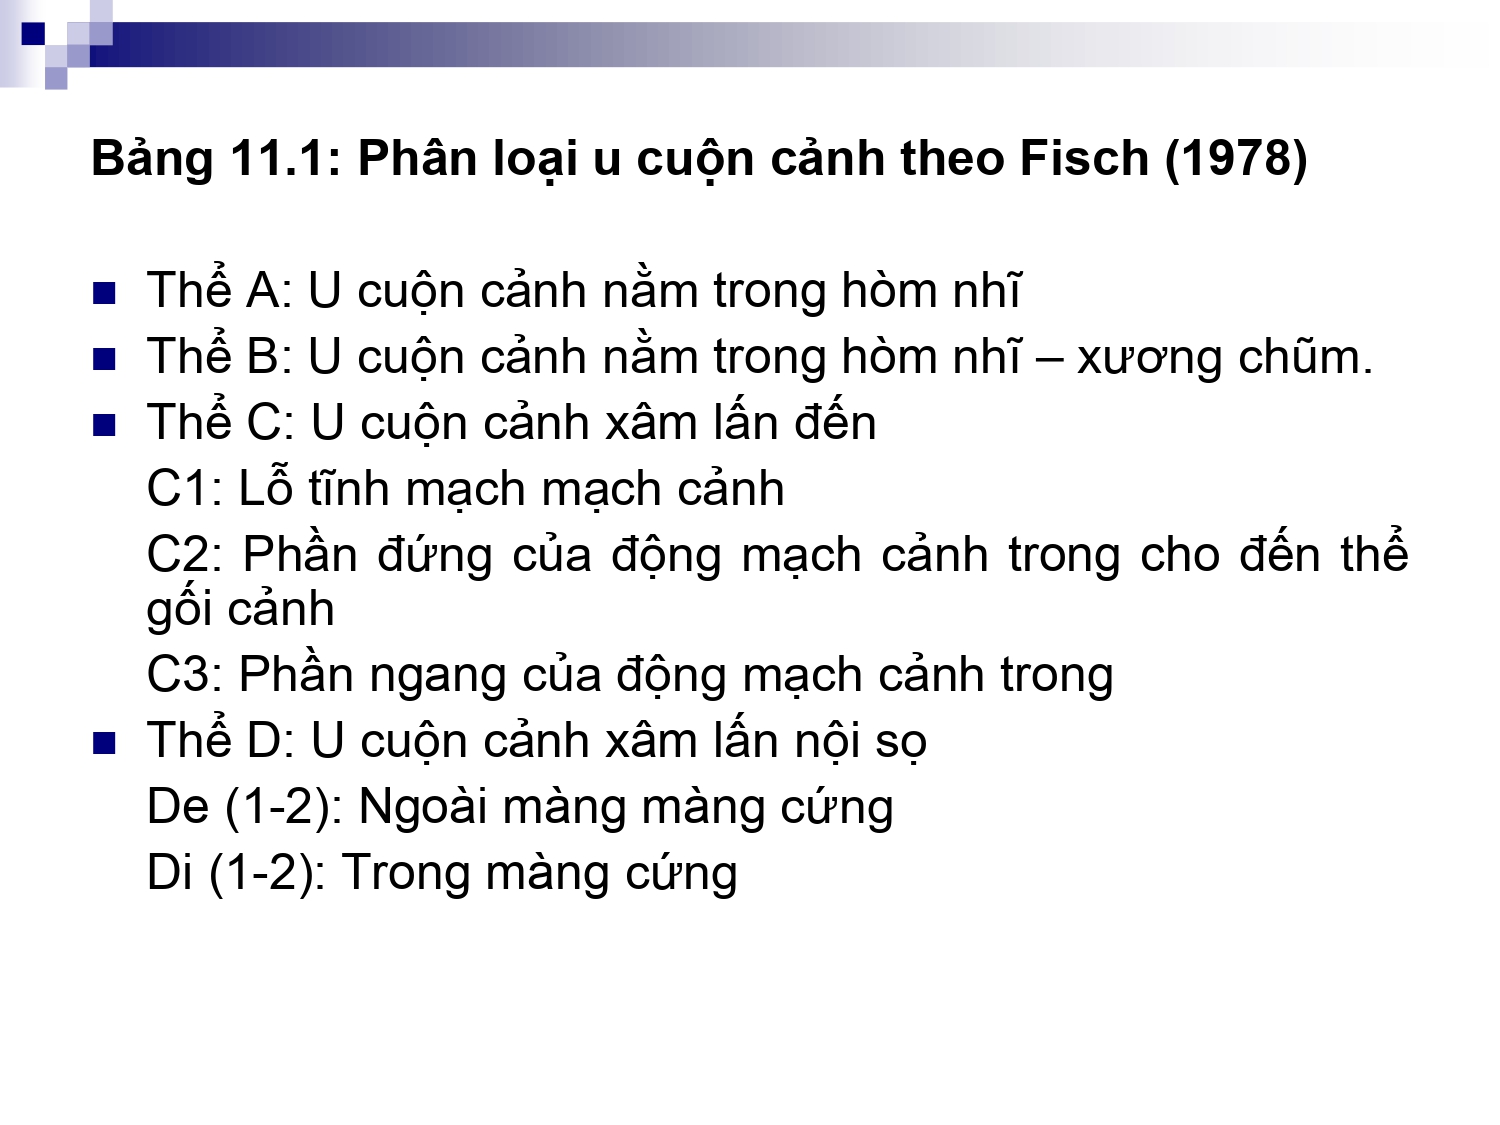 Bảng 11.1: Phân loại u cuộn cảnh theo Fisch (1978)
Thể A: U cuộn cảnh nằm trong hòm nhĩ
Thể B: U cuộn cảnh nằm trong hòm nhĩ – xương chũm.
Thể C: U cuộn cảnh xâm lấn đến
C1: Lỗ tĩnh mạch mạch cảnh
C2: Phần đứng của động mạch cảnh trong cho đến thể
gối cảnh
C3: Phần ngang của động mạch cảnh trong
Thể D: U cuộn cảnh xâm lấn nội sọ
De (1-2): Ngoài màng màng cứng
Di (1-2): Trong màng cứng